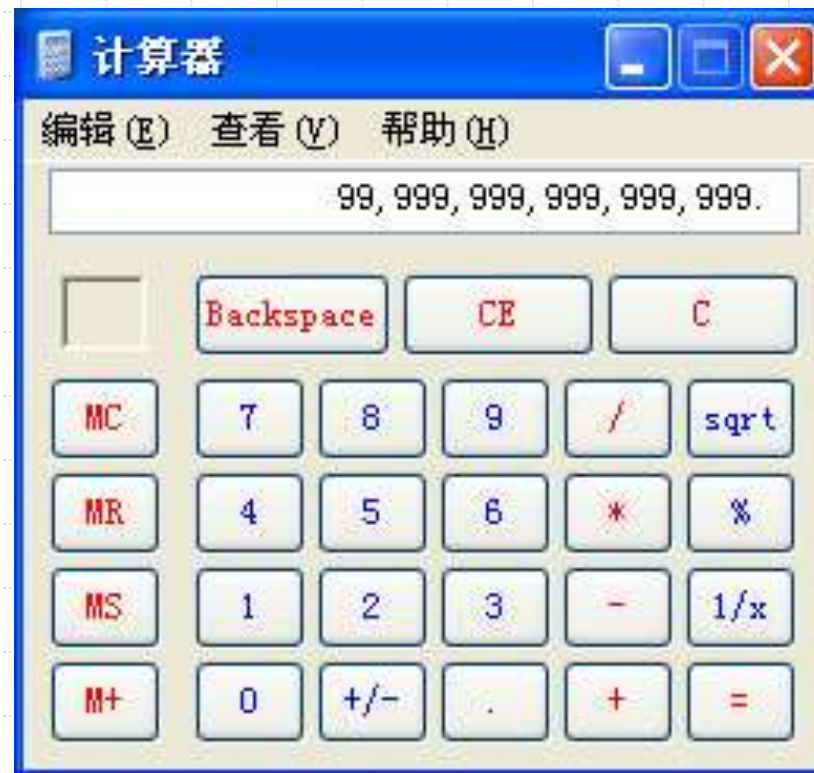 计算器
编辑(E) 查看(V) 帮助(H)
99,999,999,999,999,999.
Backspace CE C
MC 7 8 9 / sqrt
MR 4 5 6 * %
MS 1 2 3 - 1/x
M+ 0 +/- . + =